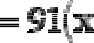 = 91(x